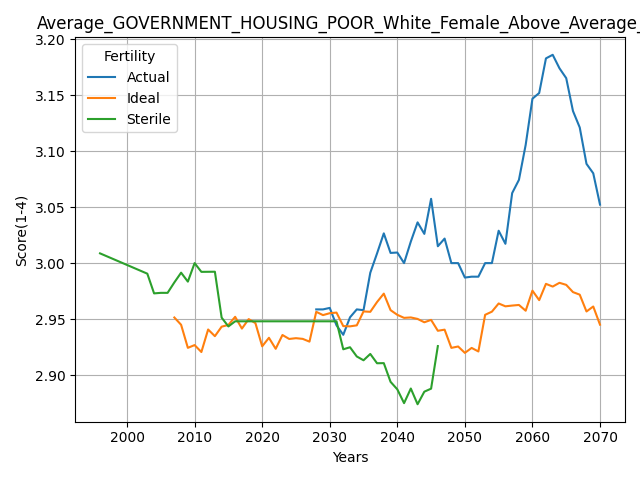 Average_GOVERNMENT_HOUSING_POOR_White_Female_Above_Average_
Fertility
Actual
Ideal
Sterile
Score(1-4)
3.20
3.15
3.10
3.05
3.00
2.95
2.90
2000 2010 2020 2030 2040 2050 2060 2070
Years